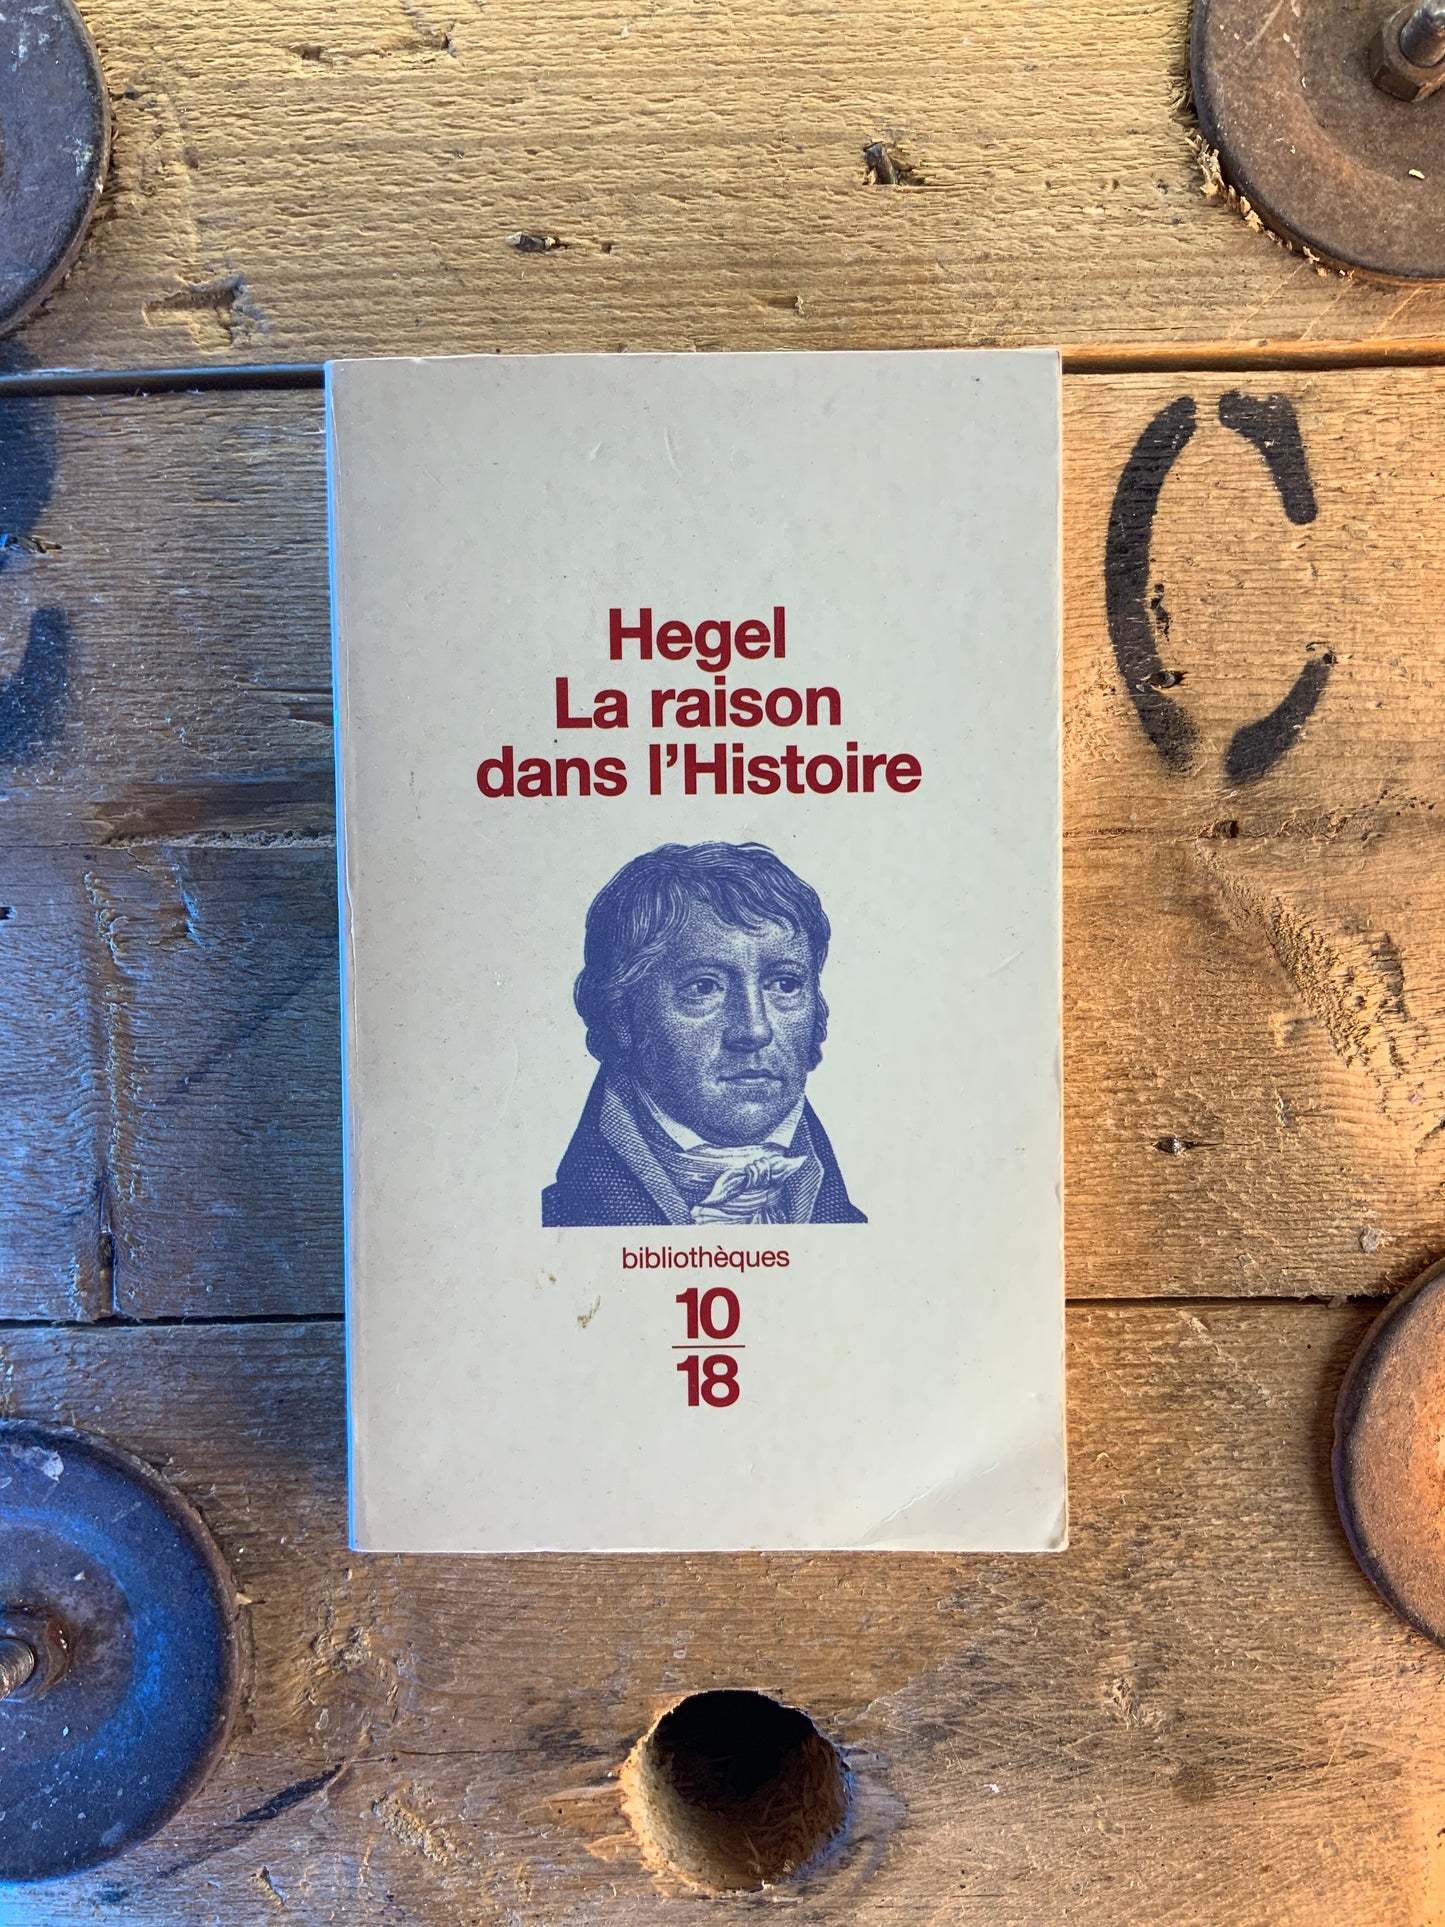 Hegel
La raison
dans l'Histoire
bibliothèques
10
18
C